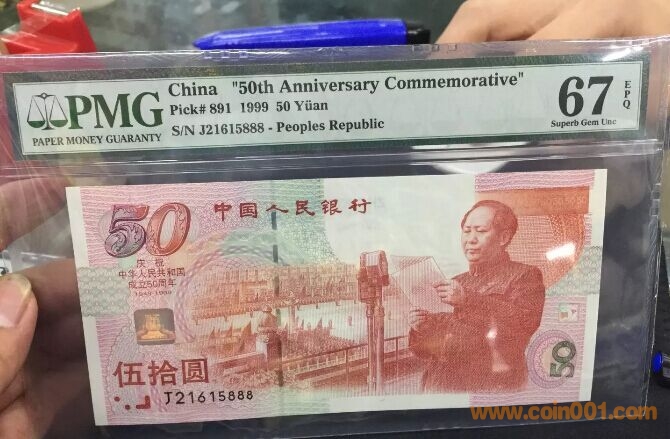 PMG
PAPER MONEY GUARANTY
China "50th Anniversary Commemorative"
Pick# 891 1999 50 Yüan
S/N J21615888 - Peoples Republic
67
EPQ
Superb Gem Unc
50
中国人民银行
庆祝
中华人民共和国
成立50周年
1949-1999
伍拾圆
J21615888
50
www.coin001.com